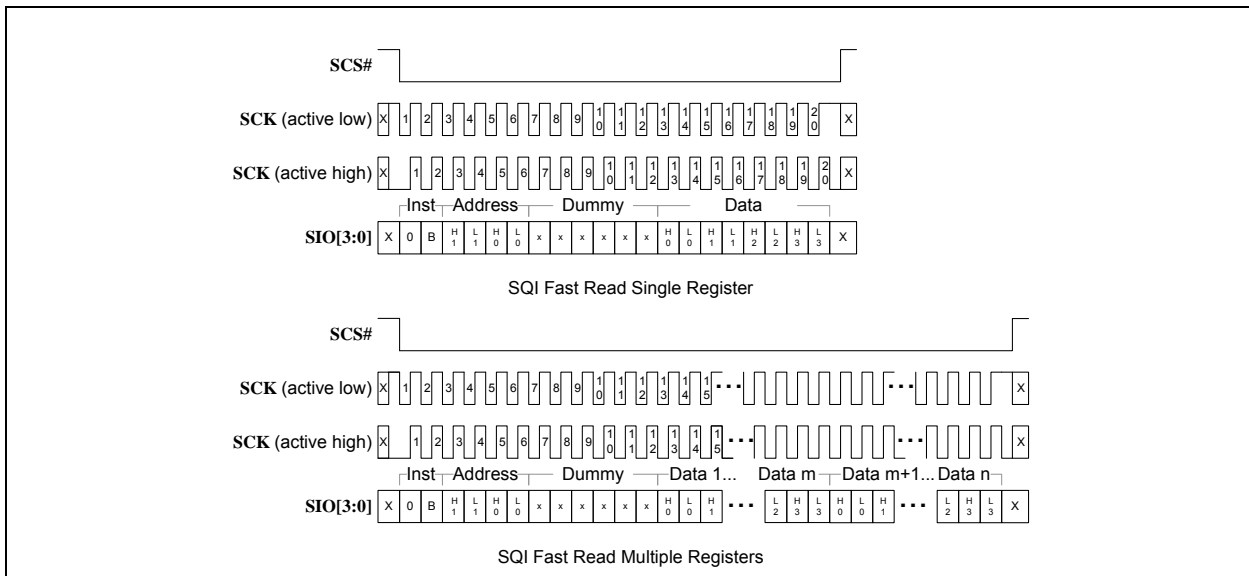 SCS#
SCK (active low) X 1 2 3 4 5 6 7 8 9 10 11 12 13 14 15 16 17 18 19 20 X
SCK (active high) X 1 2 3 4 5 6 7 8 9 10 11 12 13 14 15 16 17 18 19 20 X
Inst Address Dummy Data
SIO[3:0] X 0 B H1 L1 H0 L0 x x x x x x H0 L0 H1 L1 H2 L2 H3 L3 X
SQI Fast Read Single Register
SCS#
SCK (active low) X 1 2 3 4 5 6 7 8 9 10 11 12 13 14 15 ··· ··· X
SCK (active high) X 1 2 3 4 5 6 7 8 9 10 11 12 13 14 15 ··· ··· X
Inst Address Dummy Data 1... Data m Data m+1... Data n
SIO[3:0] X 0 B H1 L1 H0 L0 x x x x x x H0 L0 H1 ··· L2 H3 L3 H0 L0 H1 ··· L2 H3 L3 X
SQI Fast Read Multiple Registers